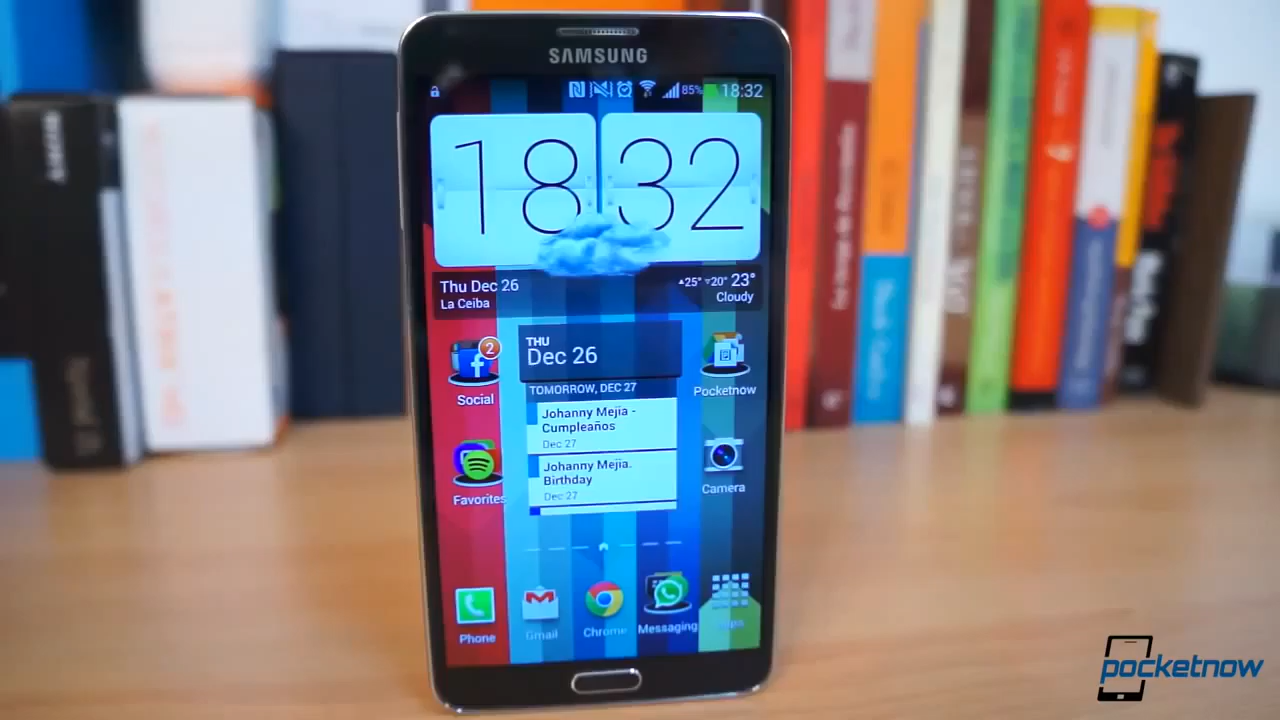 SAMSUNG
85% 18:32
18 32
Thu Dec 26
La Ceiba
25° 20° 23°
Cloudy
2
THU
Dec 26
TOMORROW, DEC 27
Johanny Mejia -
Cumpleaños
Dec 27
Johanny Mejia.
Birthday
Dec 27
Social
Pocketnow
Favorites
Camera
Phone
Gmail
Chrome
Messaging
Apps
pocketnow